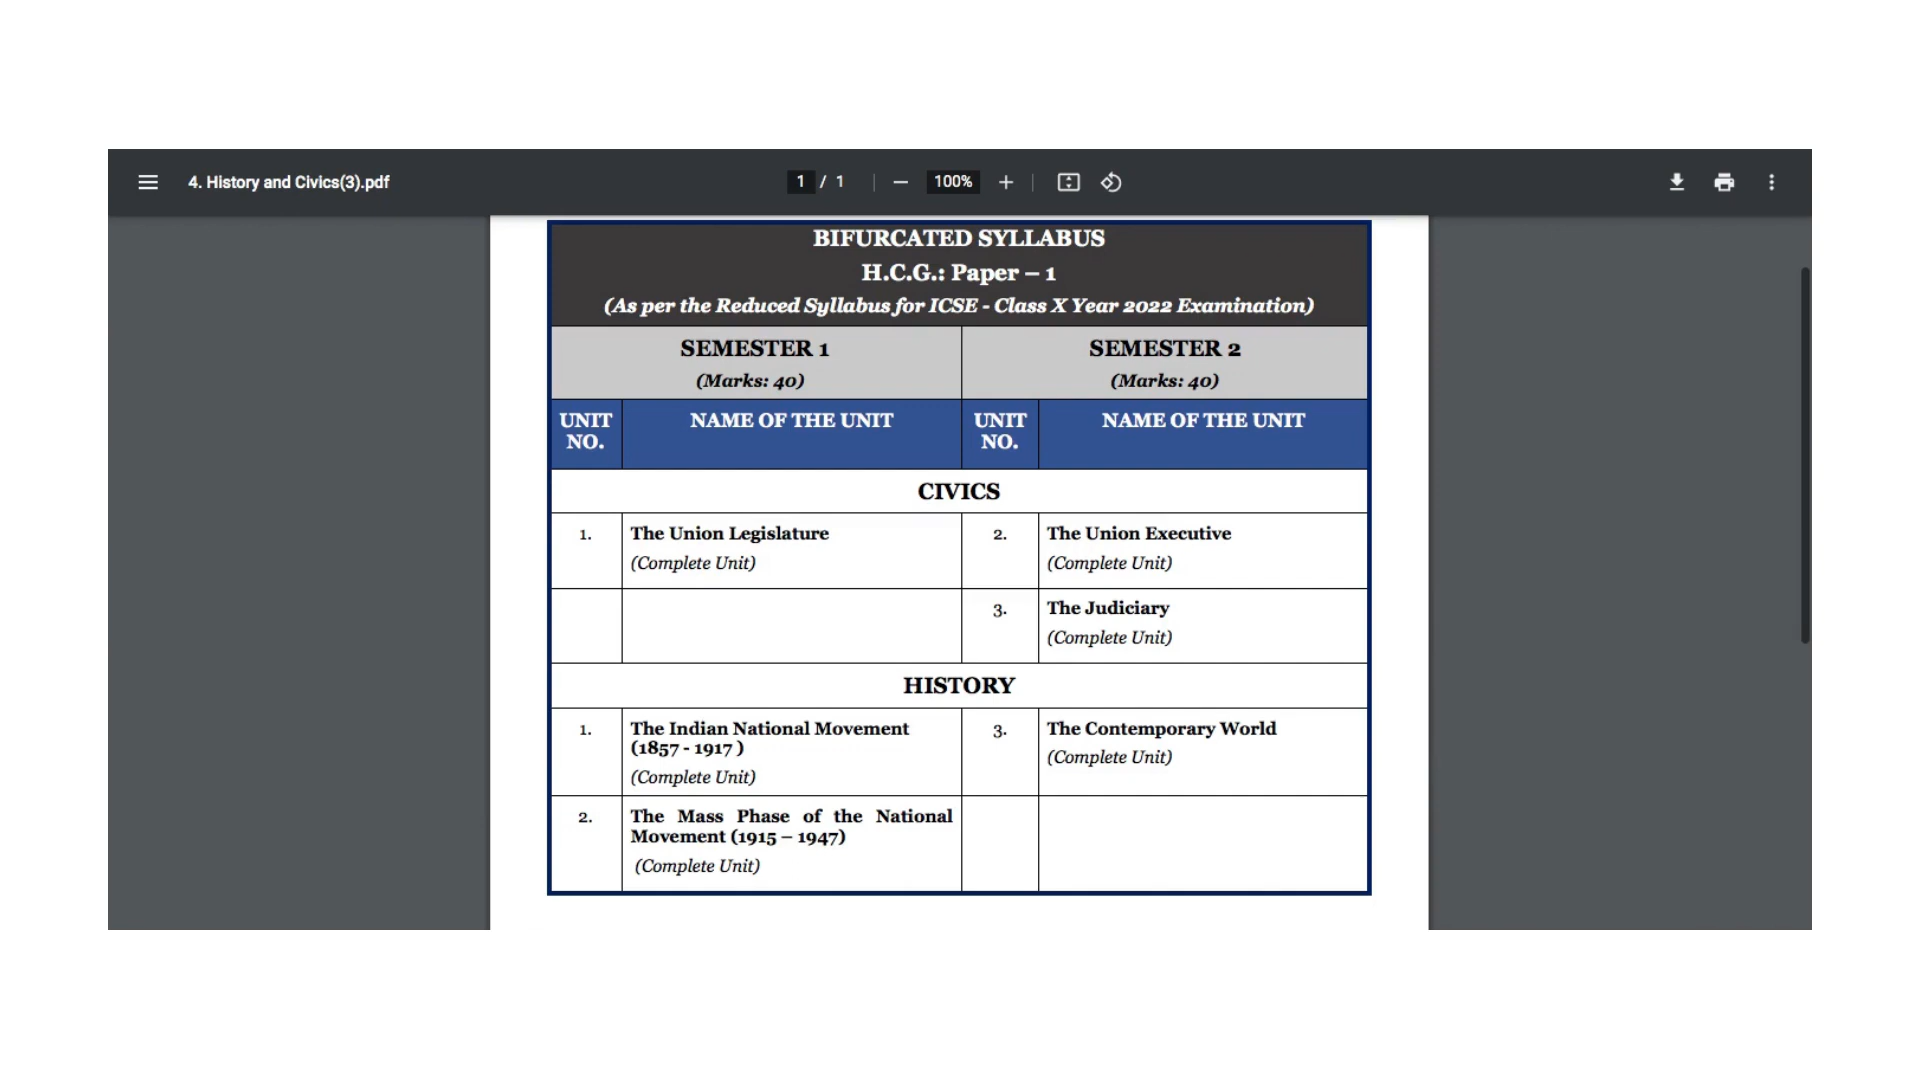 4. History and Civics(3).pdf
1 / 1
100%
BIFURCATED SYLLABUS
H.C.G.: Paper – 1
(As per the Reduced Syllabus for ICSE - Class X Year 2022 Examination)
SEMESTER 1
(Marks: 40)
SEMESTER 2
(Marks: 40)
UNIT
NO.
NAME OF THE UNIT
UNIT
NO.
NAME OF THE UNIT
CIVICS
1.
The Union Legislature
(Complete Unit)
2.
The Union Executive
(Complete Unit)
3.
The Judiciary
(Complete Unit)
HISTORY
1.
The Indian National Movement
(1857 - 1917 )
(Complete Unit)
3.
The Contemporary World
(Complete Unit)
2.
The Mass Phase of the National
Movement (1915 – 1947)
(Complete Unit)